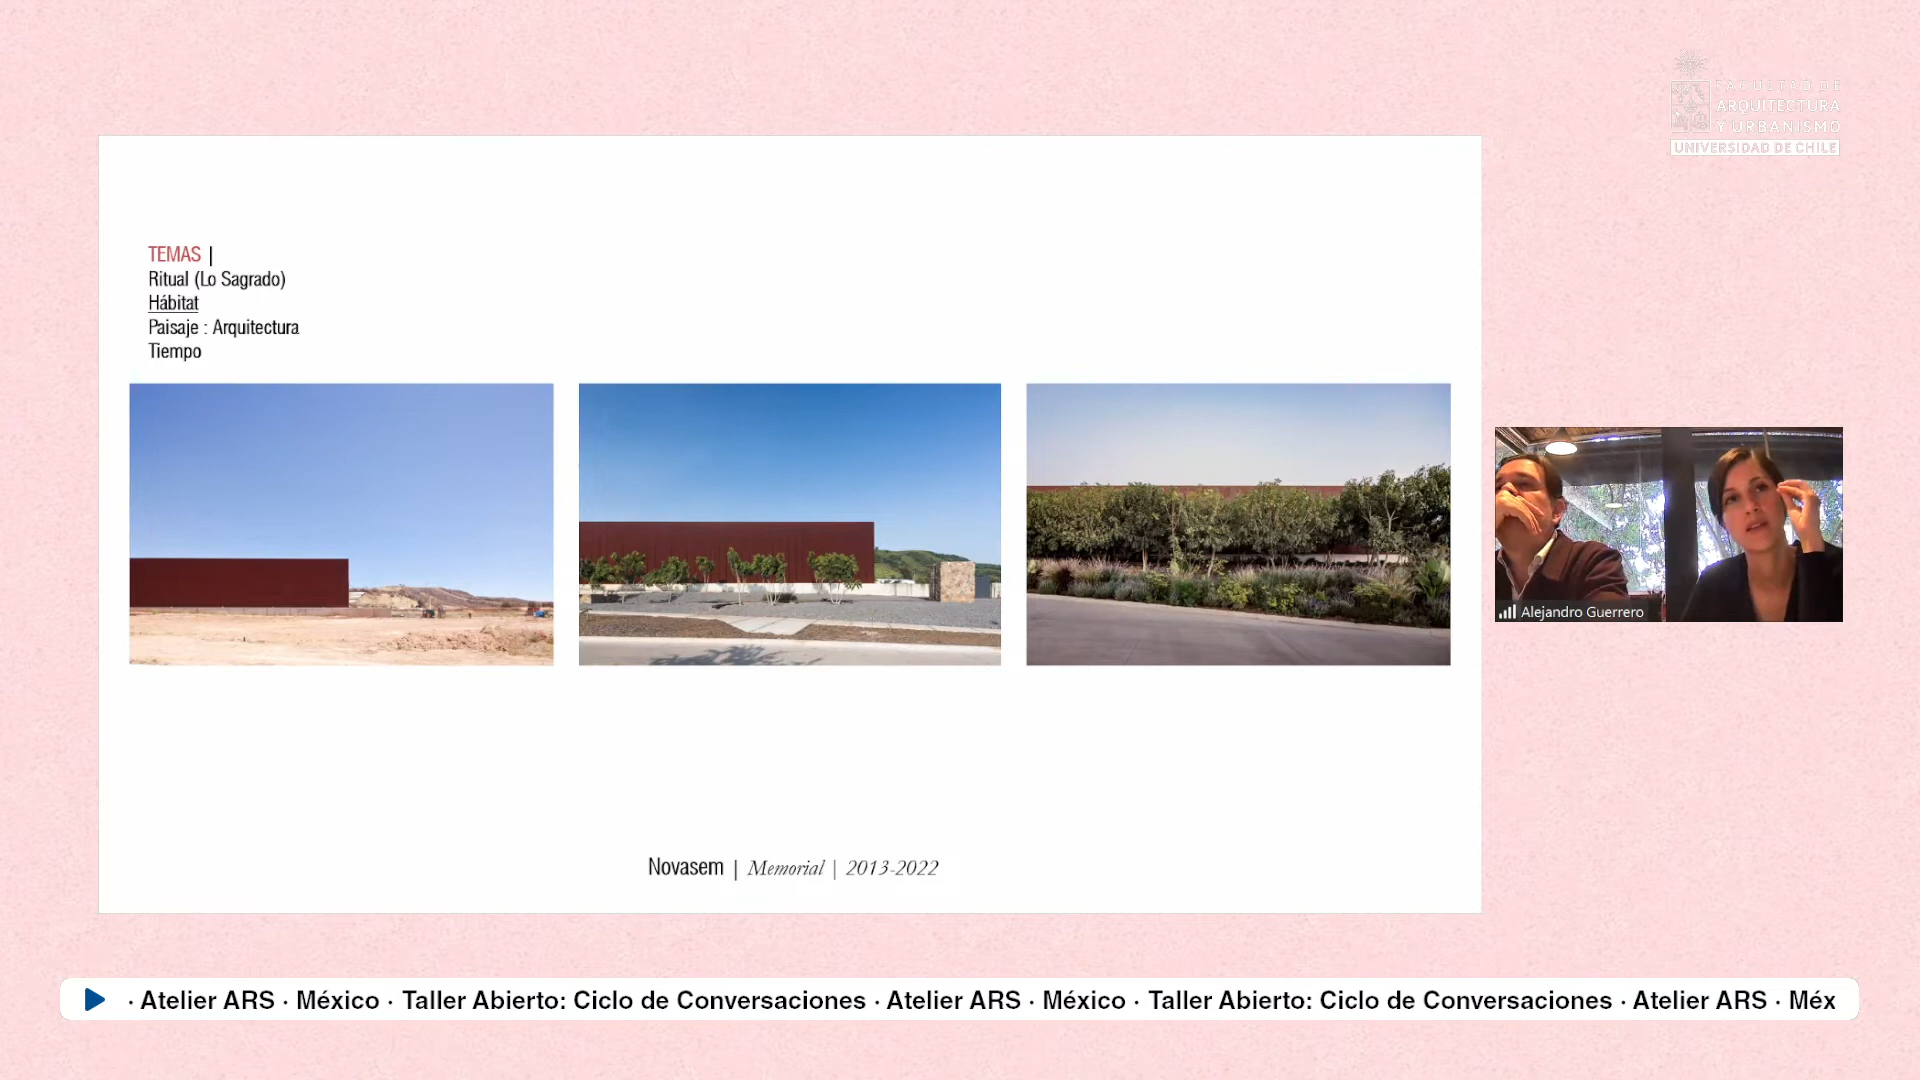 FACULTAD DE
ARQUITECTURA
Y URBANISMO
UNIVERSIDAD DE CHILE
TEMAS |
Ritual (Lo Sagrado)
Hábitat
Paisaje : Arquitectura
Tiempo
Alejandro Guerrero
Novasem | Memorial | 2013-2022
· Atelier ARS · México · Taller Abierto: Ciclo de Conversaciones · Atelier ARS · México · Taller Abierto: Ciclo de Conversaciones · Atelier ARS · Méx